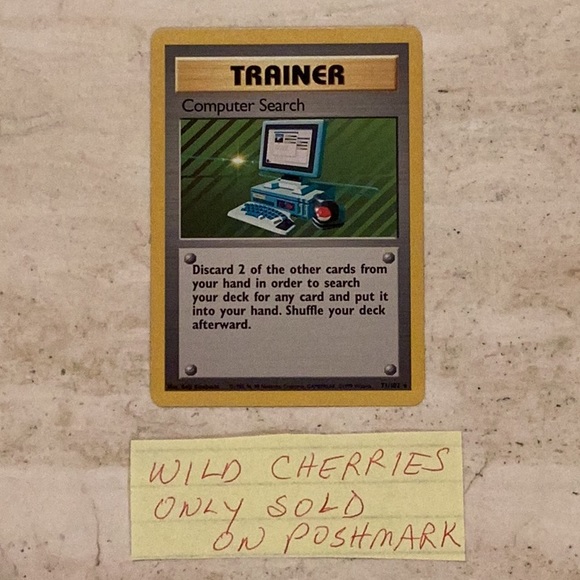 TRAINER
Computer Search
Discard 2 of the other cards from
your hand in order to search
your deck for any card and put it
into your hand. Shuffle your deck
afterward.
WILD CHERRIES
ONLY SOLD
ON POSHMARK